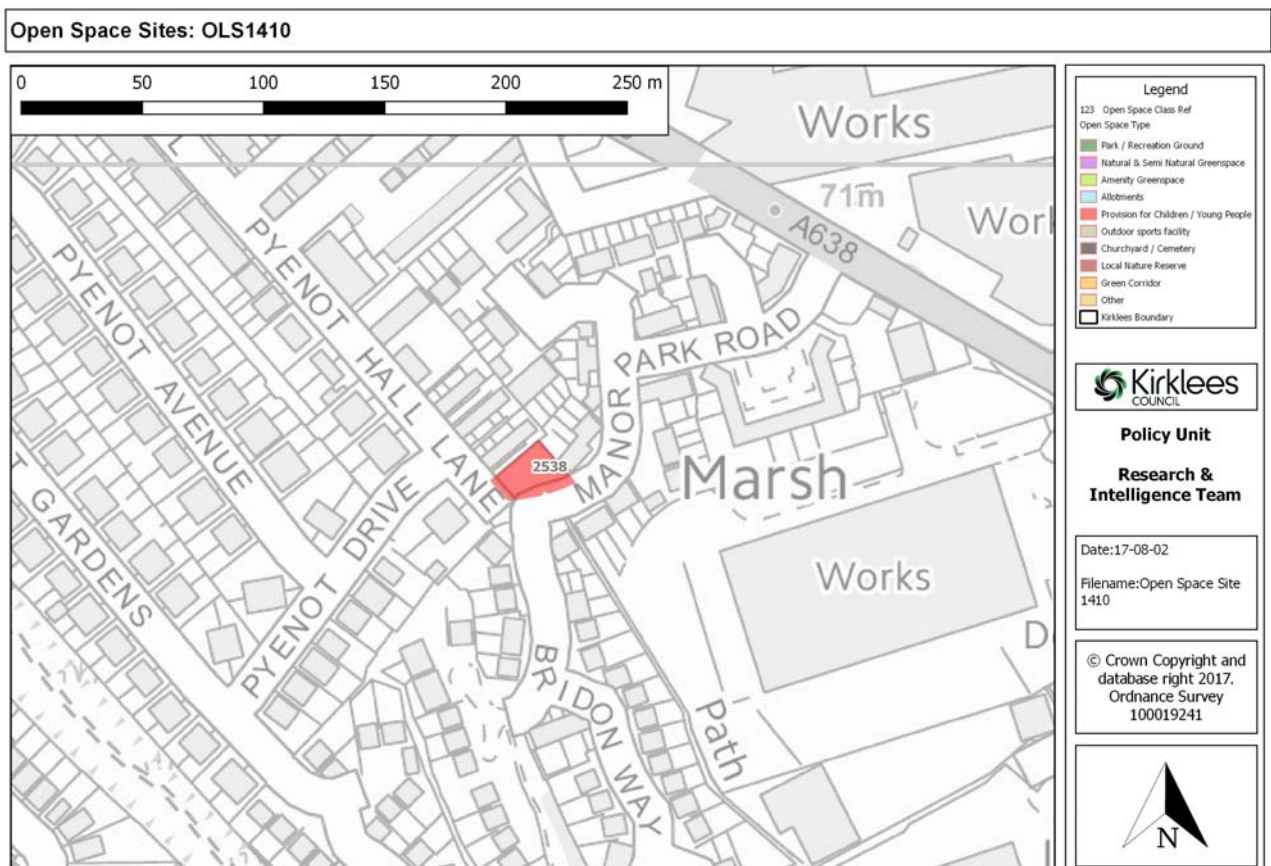 Open Space Sites: OLS1410
0 50 100 150 200 250 m
Works
71m
A638
PYENOT HALL LANE
PYENOT AVENUE
MANOR PARK ROAD
2538
Marsh
PYENOT DRIVE
GARDENS
Works
BRIDON WAY
Path
Legend
123 Open Space Class Ref
Open Space Type
Park / Recreation Ground
Natural & Semi Natural Greenspace
Amenity Greenspace
Allotments
Provision for Children / Young People
Outdoor sports facility
Churchyard / Cemetery
Local Nature Reserve
Green Corridor
Other
Kirklees Boundary
Kirklees
COUNCIL
Policy Unit
Research &
Intelligence Team
Date:17-08-02
Filename:Open Space Site
1410
© Crown Copyright and
database right 2017.
Ordnance Survey
100019241
N